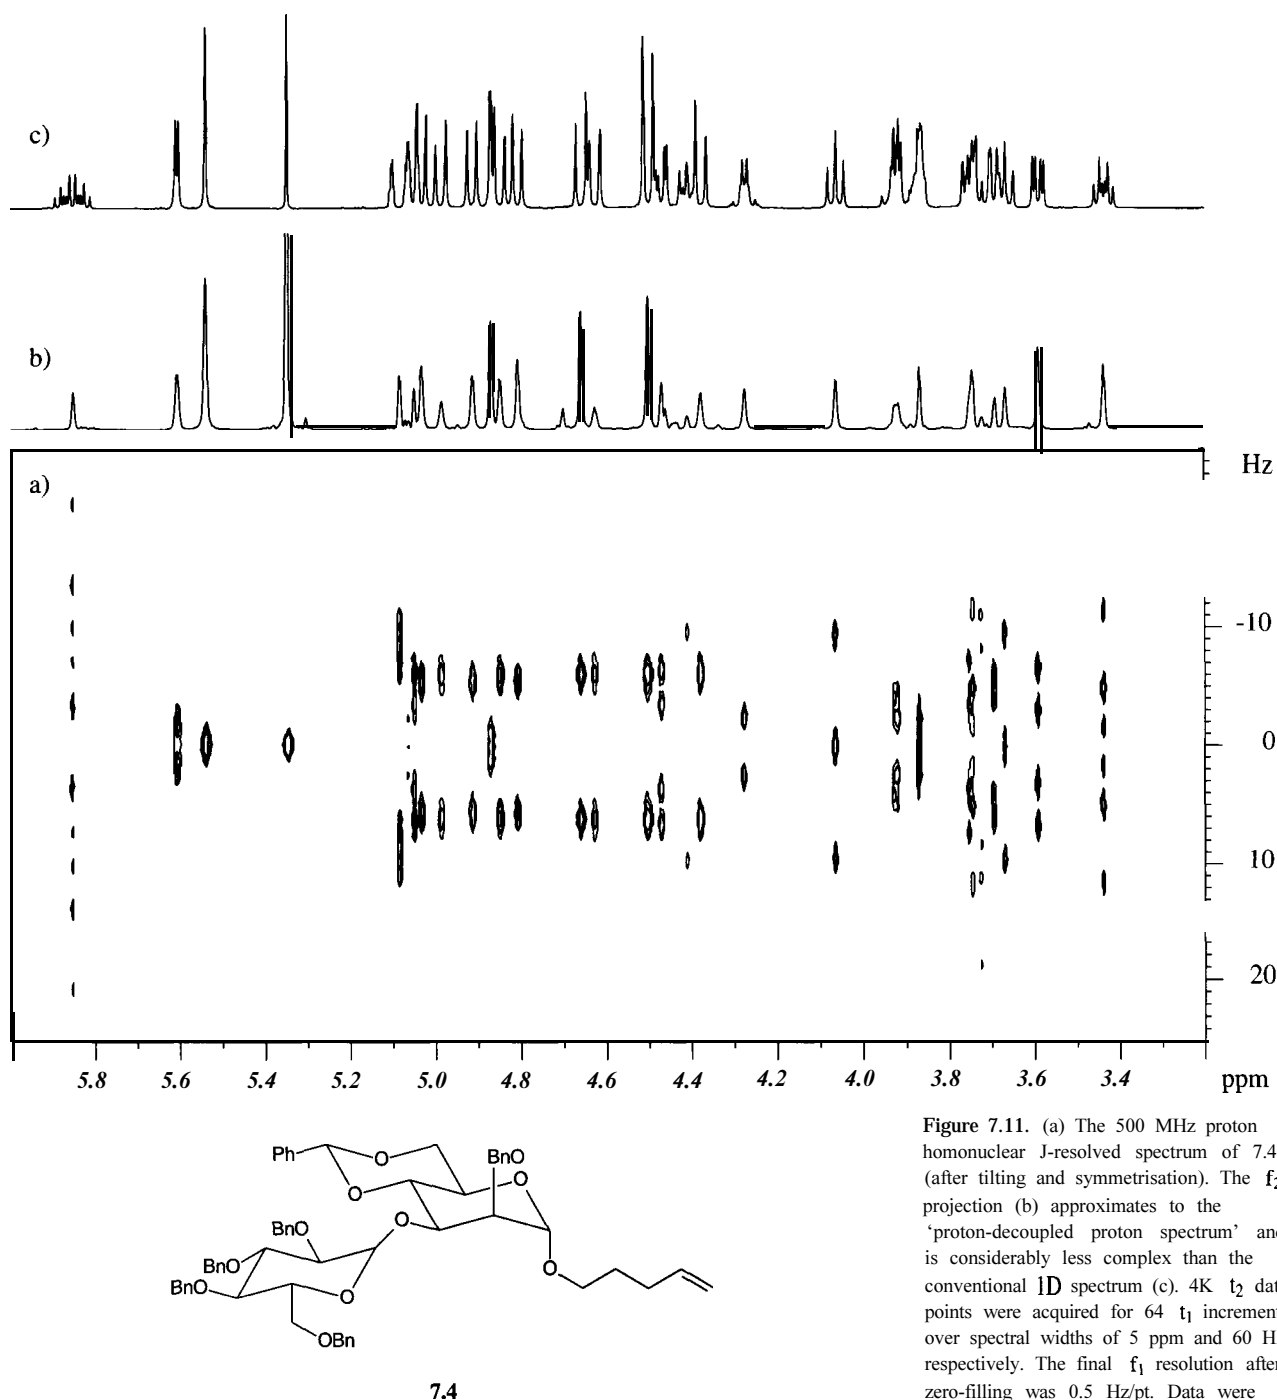 c)
b)
a)
Hz
-10
0
10
20
5.8 5.6 5.4 5.2 5.0 4.8 4.6 4.4 4.2 4.0 3.8 3.6 3.4 ppm
Ph
O
BnO
O
O
O
BnO
BnO
BnO
O
O
OBn
7.4
Figure 7.11. (a) The 500 MHz proton
homonuclear J-resolved spectrum of 7.4
(after tilting and symmetrisation). The f2
projection (b) approximates to the
'proton-decoupled proton spectrum' and
is considerably less complex than the
conventional 1D spectrum (c). 4K t2 dat
points were acquired for 64 t1 increment
over spectral widths of 5 ppm and 60 H
respectively. The final f1 resolution after
zero-filling was 0.5 Hz/pt. Data were